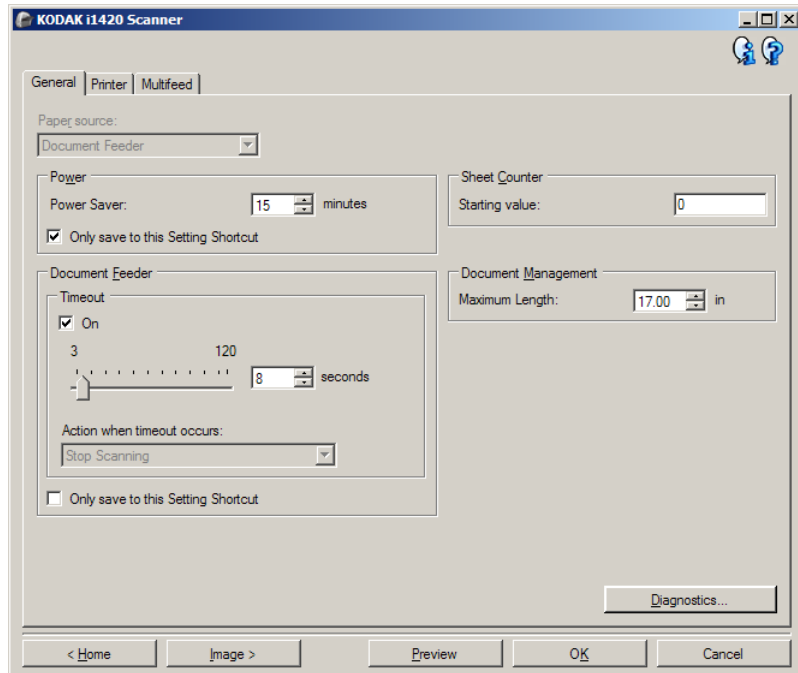 KODAK i1420 Scanner
General Printer Multifeed
Paper source:
Document Feeder
Power
Power Saver: 15 minutes
Only save to this Setting Shortcut
Sheet Counter
Starting value: 0
Document Feeder
Timeout
On
3 120
8 seconds
Action when timeout occurs:
Stop Scanning
Only save to this Setting Shortcut
Document Management
Maximum Length: 17.00 in
Diagnostics...
< Home Image > Preview OK Cancel